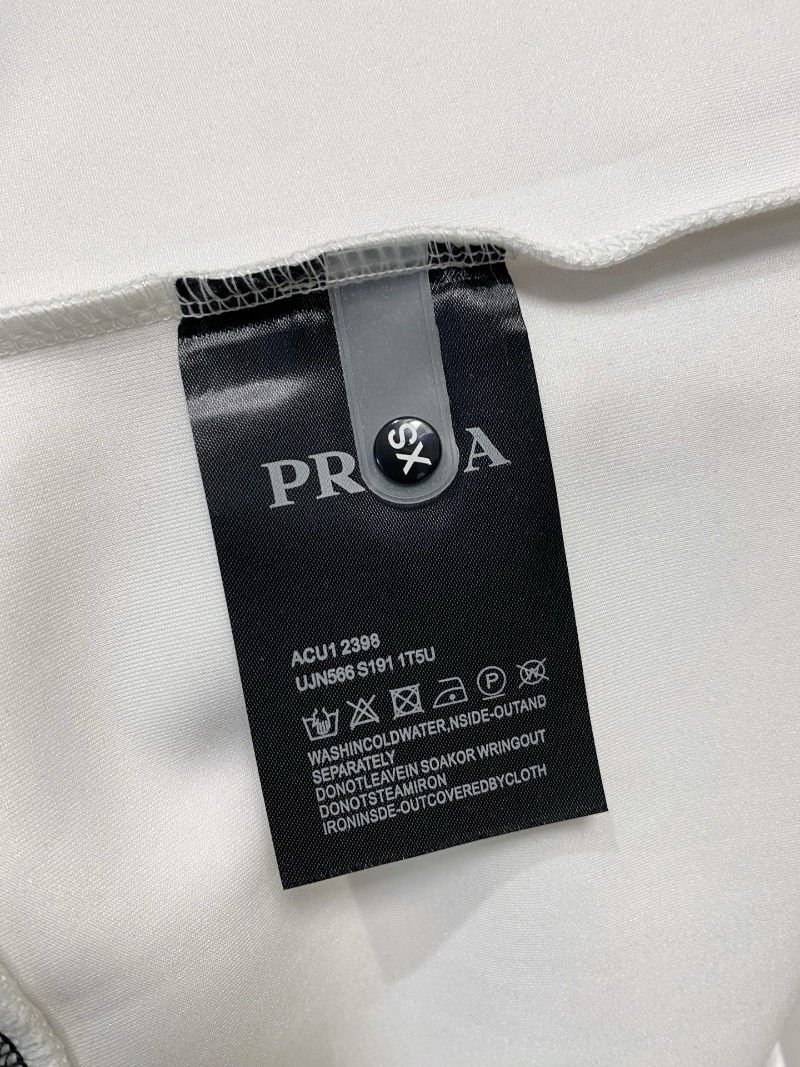 SX
PR A
ACU1 2398
UJN566 S191 1T5U
P
W
WASHINCOLDWATER,NSIDE-OUTAND
SEPARATELY
DONOTLEAVEIN SOAKOR WRINGOUT
DONOTSTEAMIRON
IRONINSDE-OUTCOVEREDBYCLOTH